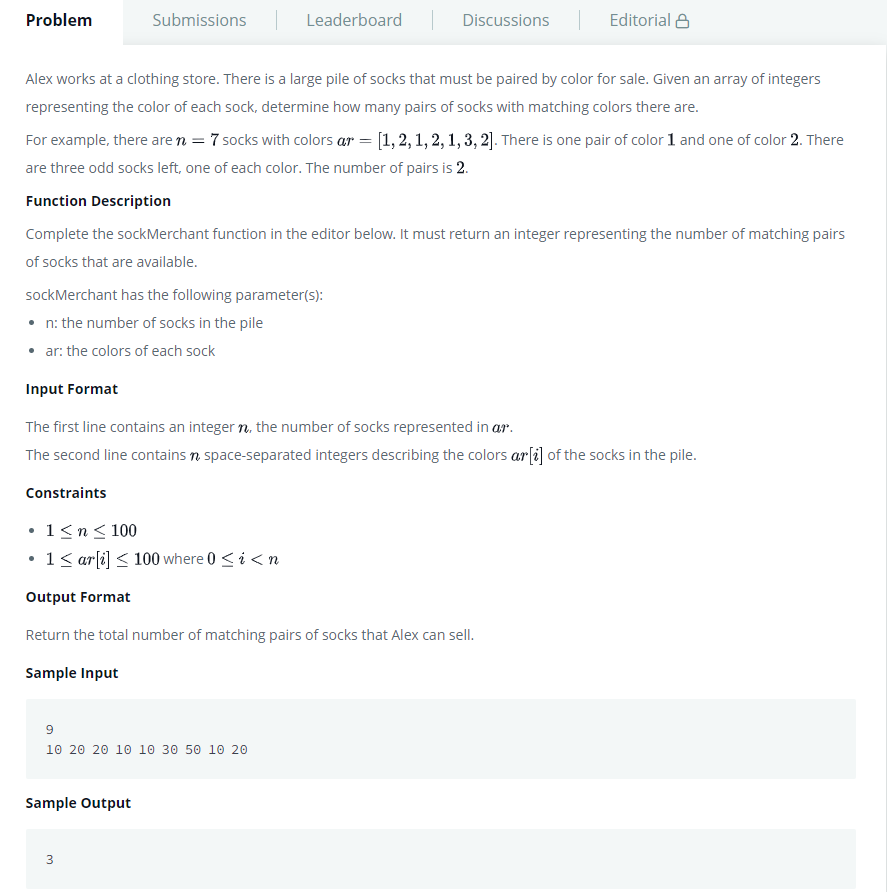 Problem Submissions Leaderboard Discussions Editorial
Alex works at a clothing store. There is a large pile of socks that must be paired by color for sale. Given an array of integers
representing the color of each sock, determine how many pairs of socks with matching colors there are.
For example, there are n = 7 socks with colors ar = [1, 2, 1, 2, 1, 3, 2]. There is one pair of color 1 and one of color 2. There
are three odd socks left, one of each color. The number of pairs is 2.
Function Description
Complete the sockMerchant function in the editor below. It must return an integer representing the number of matching pairs
of socks that are available.
sockMerchant has the following parameter(s):
• n: the number of socks in the pile
• ar: the colors of each sock
Input Format
The first line contains an integer n, the number of socks represented in ar.
The second line contains n space-separated integers describing the colors ar[i] of the socks in the pile.
Constraints
• 1 ≤ n ≤ 100
• 1 ≤ ar[i] ≤ 100 where 0 ≤ i < n
Output Format
Return the total number of matching pairs of socks that Alex can sell.
Sample Input
9
10 20 20 10 10 30 50 10 20
Sample Output
3